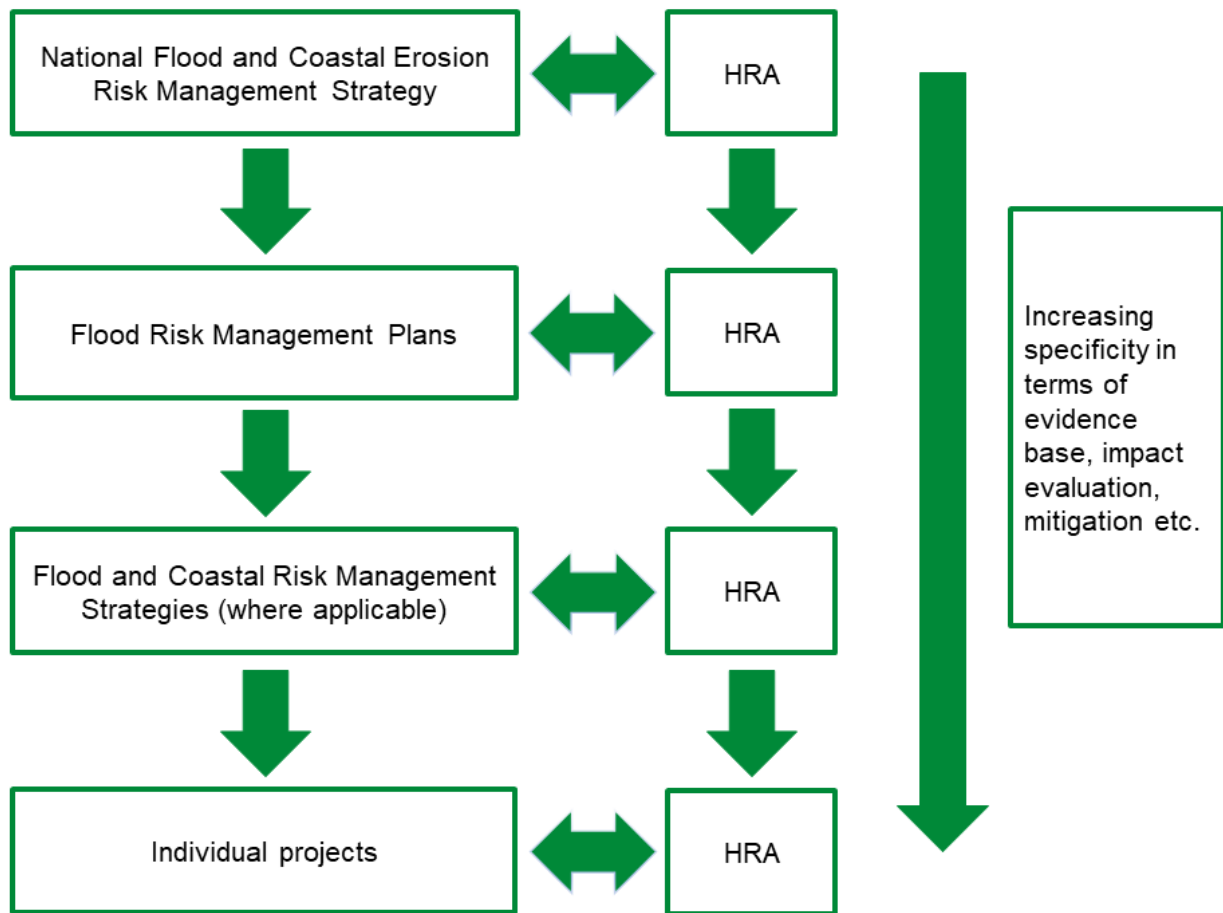 National Flood and Coastal Erosion
Risk Management Strategy
HRA
Flood Risk Management Plans
HRA
Flood and Coastal Risk Management
Strategies (where applicable)
HRA
Individual projects
HRA
Increasing
specificity in
terms of
evidence
base, impact
evaluation,
mitigation etc.